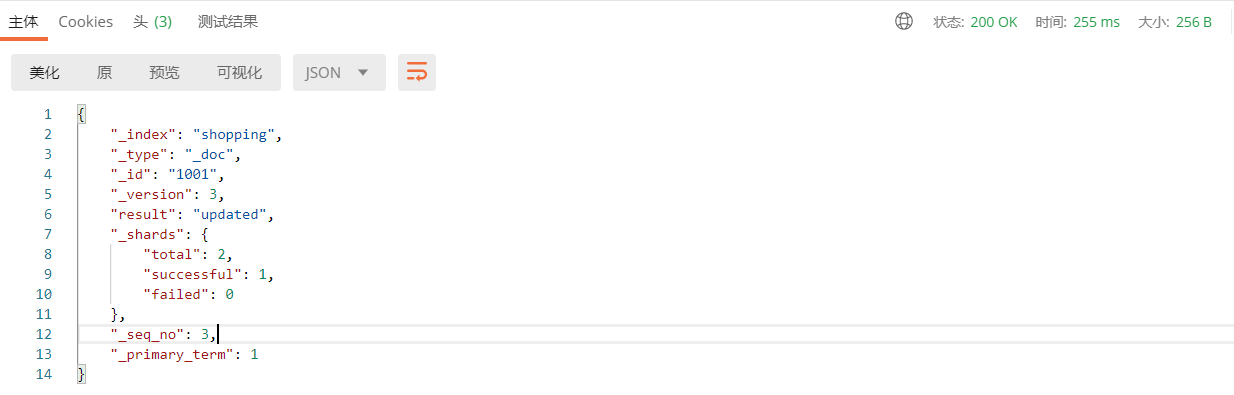 主体 Cookies 头 (3) 测试结果 状态: 200 OK 时间: 255 ms 大小: 256 B
美化 原 预览 可视化 JSON
1 {
2 "_index": "shopping",
3 "_type": "_doc",
4 "_id": "1001",
5 "_version": 3,
6 "result": "updated",
7 "_shards": {
8 "total": 2,
9 "successful": 1,
10 "failed": 0
11 },
12 "_seq_no": 3,
13 "_primary_term": 1
14 }